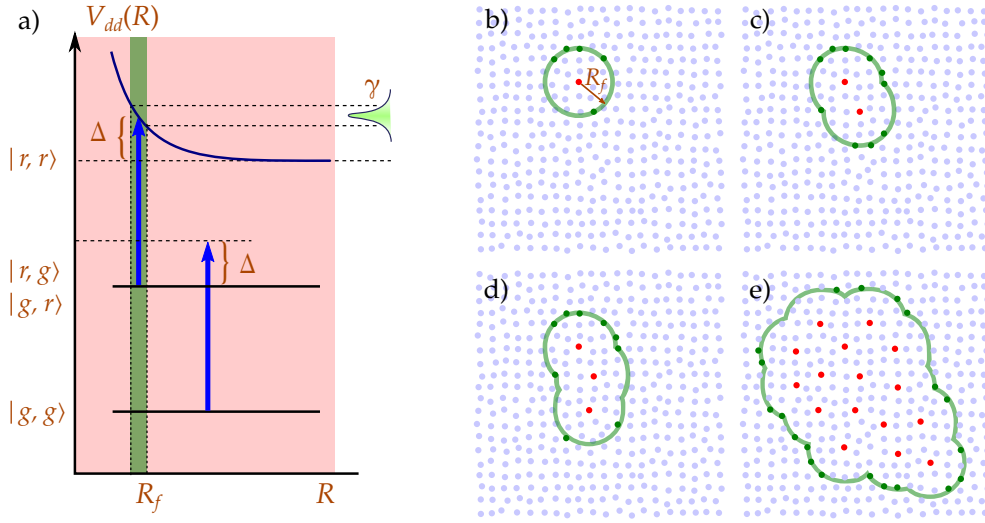 a)
V_dd(R)
γ
Δ {
|r, r⟩
|r, g⟩
} Δ
|g, r⟩
|g, g⟩
R_f
R
b)
R_f
c)
d)
e)